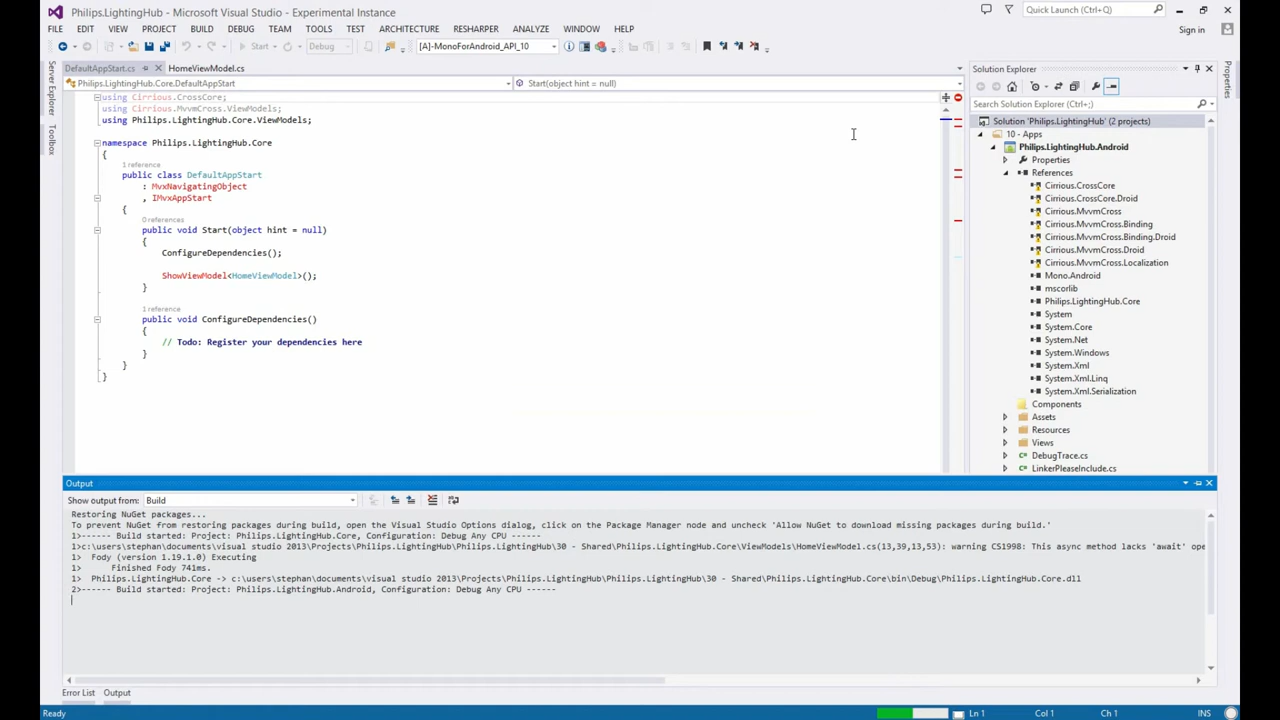 Philips.LightingHub - Microsoft Visual Studio - Experimental Instance
Quick Launch (Ctrl+Q)
FILE EDIT VIEW PROJECT BUILD DEBUG TEAM TOOLS TEST ARCHITECTURE RESHARPER ANALYZE WINDOW HELP
Sign in
Start Debug [A]-MonoForAndroid_API_10
Server Explorer
Toolbox
DefaultAppStart.cs HomeViewModel.cs
Philips.LightingHub.Core.DefaultAppStart Start(object hint = null)
using Cirrious.CrossCore;
using Cirrious.MvvmCross.ViewModels;
using Philips.LightingHub.Core.ViewModels;
namespace Philips.LightingHub.Core
{
1 reference
public class DefaultAppStart
: MvxNavigatingObject
, IMvxAppStart
{
0 references
public void Start(object hint = null)
{
ConfigureDependencies();
ShowViewModel<HomeViewModel>();
}
1 reference
public void ConfigureDependencies()
{
// Todo: Register your dependencies here
}
}
}
Solution Explorer
Search Solution Explorer (Ctrl+;)
Solution 'Philips.LightingHub' (2 projects)
10 - Apps
Philips.LightingHub.Android
Properties
References
Cirrious.CrossCore
Cirrious.CrossCore.Droid
Cirrious.MvvmCross
Cirrious.MvvmCross.Binding
Cirrious.MvvmCross.Binding.Droid
Cirrious.MvvmCross.Droid
Cirrious.MvvmCross.Localization
Mono.Android
mscorlib
Philips.LightingHub.Core
System
System.Core
System.Net
System.Windows
System.Xml
System.Xml.Linq
System.Xml.Serialization
Components
Assets
Resources
Views
DebugTrace.cs
LinkerPleaseInclude.cs
Properties
Output
Show output from: Build
Restoring NuGet packages...
To prevent NuGet from restoring packages during build, open the Visual Studio Options dialog, click on the Package Manager node and uncheck 'Allow NuGet to download missing packages during build.'
1>------ Build started: Project: Philips.LightingHub.Core, Configuration: Debug Any CPU ------
1>c:\users\stephan\documents\visual studio 2013\Projects\Philips.LightingHub\Philips.LightingHub\30 - Shared\Philips.LightingHub.Core\ViewModels\HomeViewModel.cs(13,39,13,53): warning CS1998: This async method lacks 'await' ope
1> Fody (version 1.19.1.0) Executing
1> Finished Fody 741ms.
1> Philips.LightingHub.Core -> c:\users\stephan\documents\visual studio 2013\Projects\Philips.LightingHub\Philips.LightingHub\30 - Shared\Philips.LightingHub.Core\bin\Debug\Philips.LightingHub.Core.dll
2>------ Build started: Project: Philips.LightingHub.Android, Configuration: Debug Any CPU ------
Error List Output
Ready Ln 1 Col 1 Ch 1 INS